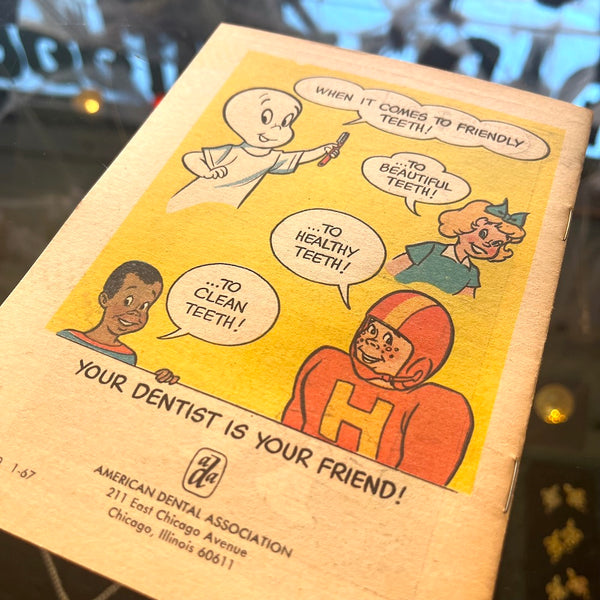 WHEN IT COMES TO FRIENDLY
TEETH!
...TO
BEAUTIFUL
TEETH!
...TO
HEALTHY
TEETH!
...TO
CLEAN
TEETH!
H
YOUR DENTIST IS YOUR FRIEND!
ada
AMERICAN DENTAL ASSOCIATION
211 East Chicago Avenue
Chicago, Illinois 60611
1-67